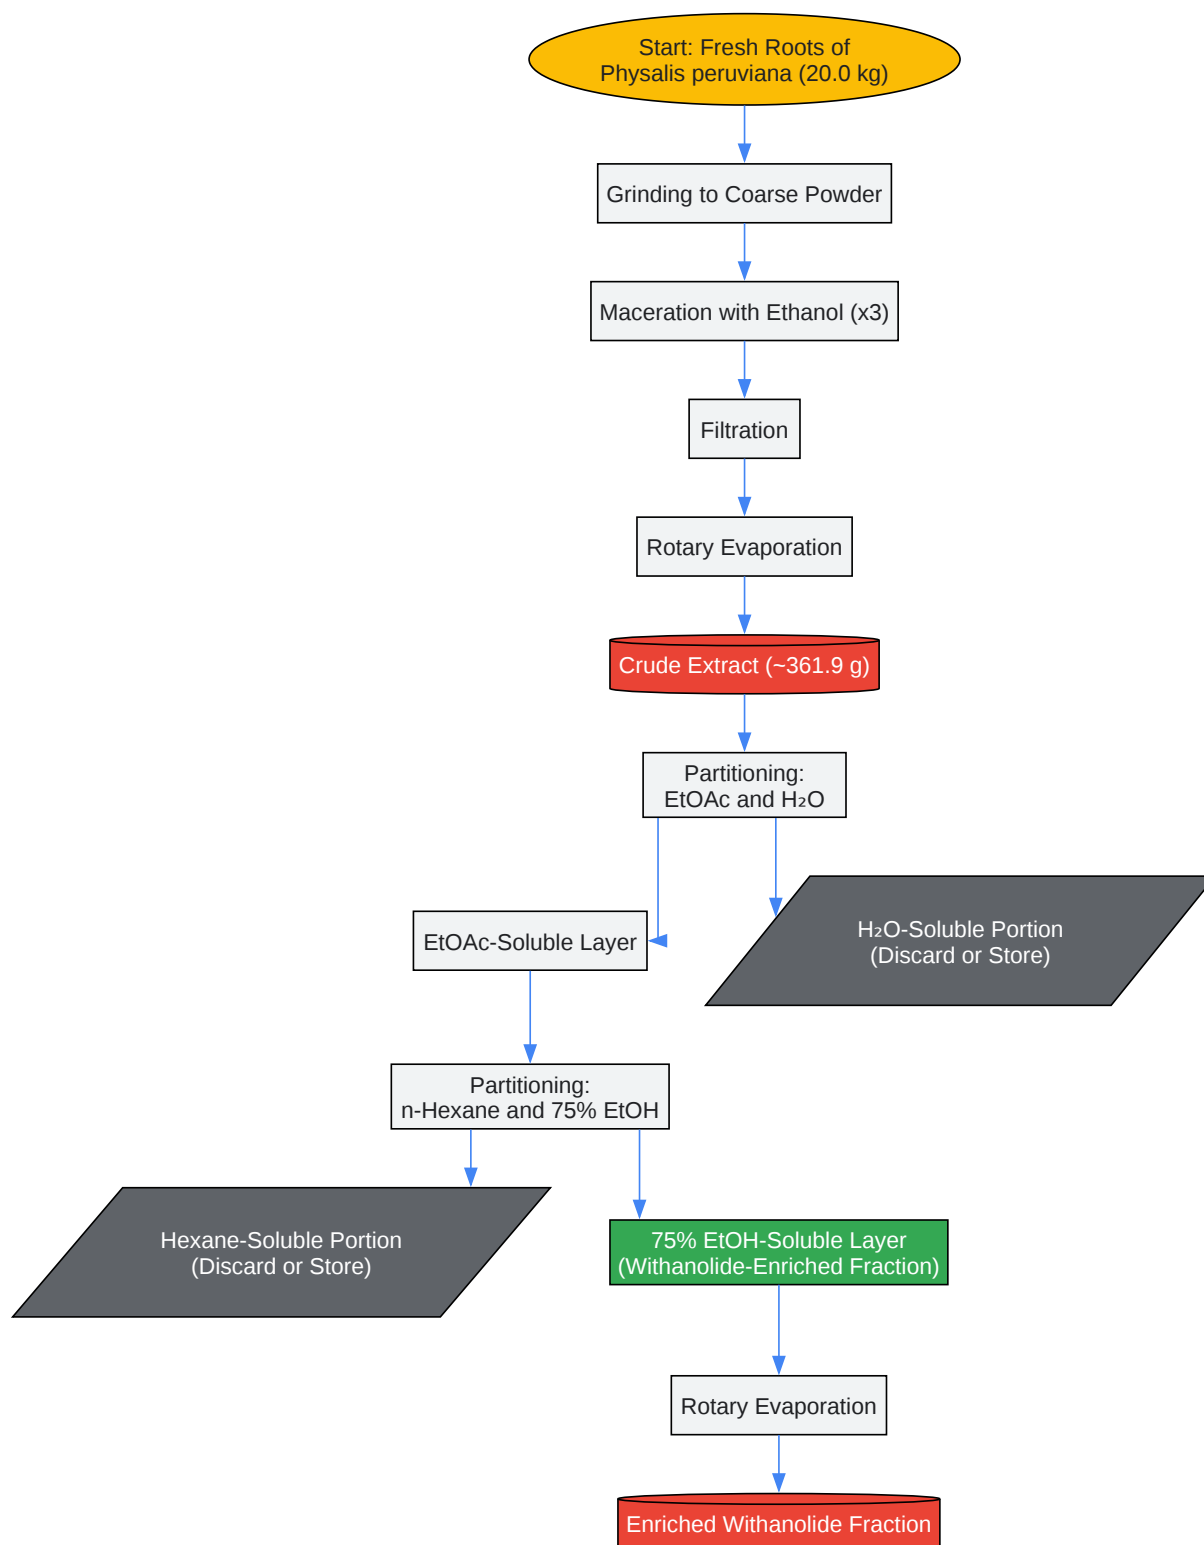 Start: Fresh Roots of
Physalis peruviana (20.0 kg)
Grinding to Coarse Powder
Maceration with Ethanol (x3)
Filtration
Rotary Evaporation
Crude Extract (~361.9 g)
Partitioning:
EtOAc and H₂O
H₂O-Soluble Portion
(Discard or Store)
EtOAc-Soluble Layer
Partitioning:
n-Hexane and 75% EtOH
Hexane-Soluble Portion
(Discard or Store)
75% EtOH-Soluble Layer
(Withanolide-Enriched Fraction)
Rotary Evaporation
Enriched Withanolide Fraction